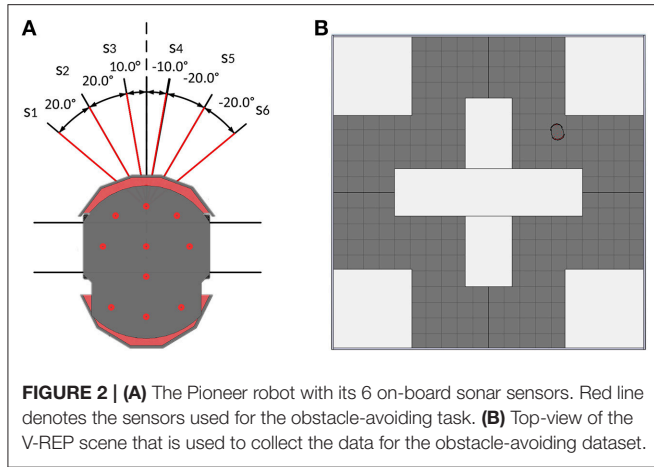 A
B
S3
S4
S2
10.0°
-10.0°
S5
20.0°
-20.0°
S1
20.0°
-20.0°
S6
FIGURE 2 | (A) The Pioneer robot with its 6 on-board sonar sensors. Red line
denotes the sensors used for the obstacle-avoiding task. (B) Top-view of the
V-REP scene that is used to collect the data for the obstacle-avoiding dataset.